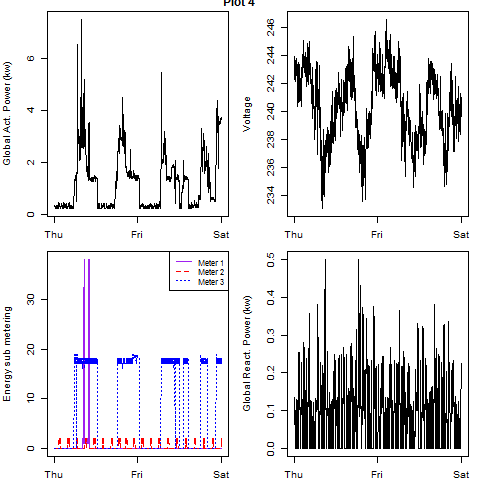 Plot 4
Global Act. Power (kw)
6
4
2
0
Thu Fri Sat
Voltage
246
244
242
240
238
236
234
Thu Fri Sat
Energy sub metering
30
20
10
0
Meter 1
Meter 2
Meter 3
Thu Fri Sat
Global React. Power (kw)
0.5
0.4
0.3
0.2
0.1
0.0
Thu Fri Sat